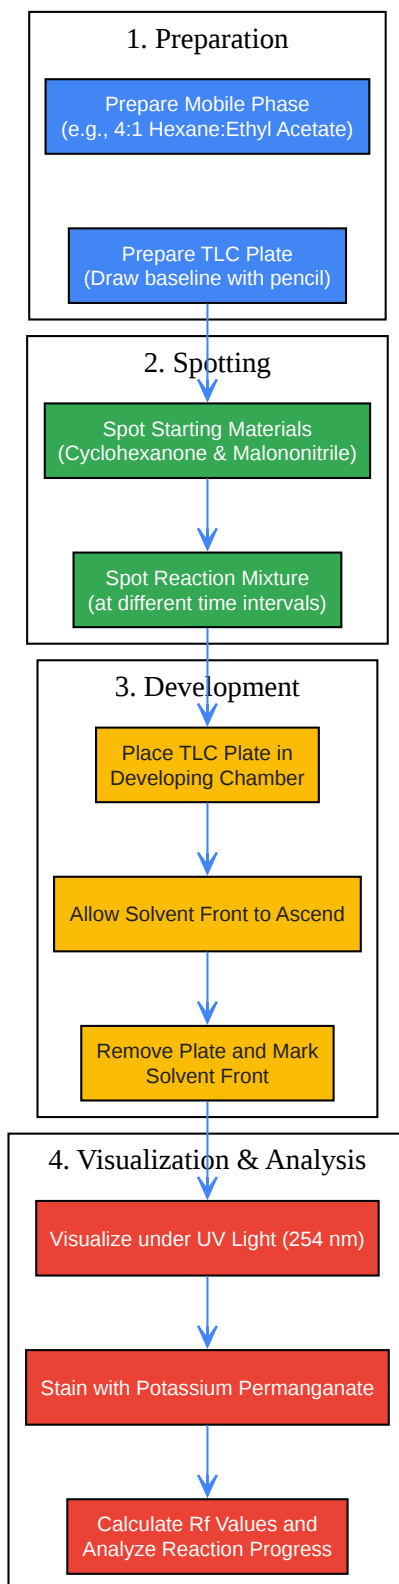 1. Preparation
Prepare Mobile Phase
(e.g., 4:1 Hexane:Ethyl Acetate)
Prepare TLC Plate
(Draw baseline with pencil)
2. Spotting
Spot Starting Materials
(Cyclohexanone & Malononitrile)
Spot Reaction Mixture
(at different time intervals)
3. Development
Place TLC Plate in
Developing Chamber
Allow Solvent Front to Ascend
Remove Plate and Mark
Solvent Front
4. Visualization & Analysis
Visualize under UV Light (254 nm)
Stain with Potassium Permanganate
Calculate Rf Values and
Analyze Reaction Progress